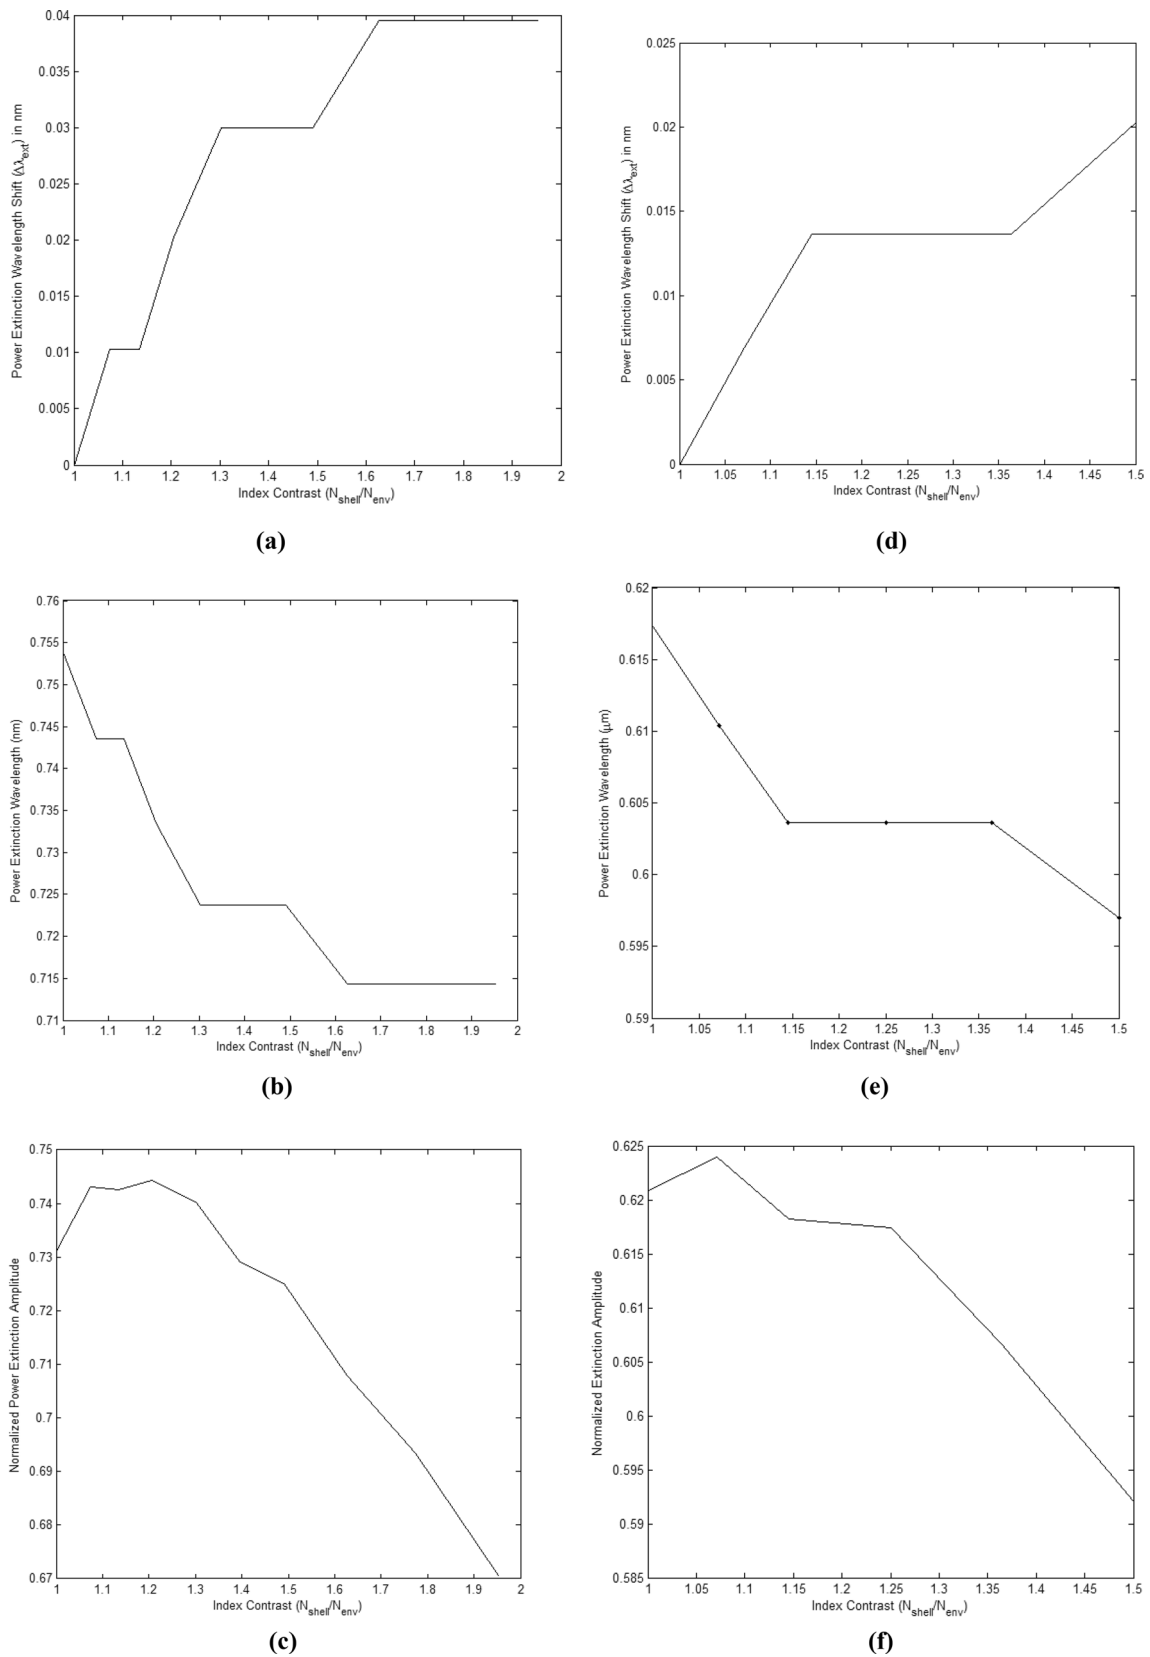 0.04
0.035
0.03
0.025
0.02
0.015
0.01
0.005
0
1 1.1 1.2 1.3 1.4 1.5 1.6 1.7 1.8 1.9 2
Power Extinction Wavelength Shift (Δλext) in nm
Index Contrast (Nshell/Nenv)
(a)
0.025
0.02
0.015
0.01
0.005
0
1 1.05 1.1 1.15 1.2 1.25 1.3 1.35 1.4 1.45 1.5
Power Extinction Wavelength Shift (Δλext) in nm
Index Contrast (Nshell/Nenv)
(d)
0.76
0.755
0.75
0.745
0.74
0.735
0.73
0.725
0.72
0.715
0.71
1 1.1 1.2 1.3 1.4 1.5 1.6 1.7 1.8 1.9 2
Power Extinction Wavelength (nm)
Index Contrast (Nshell/Nenv)
(b)
0.62
0.615
0.61
0.605
0.6
0.595
0.59
1 1.05 1.1 1.15 1.2 1.25 1.3 1.35 1.4 1.45 1.5
Power Extinction Wavelength (μm)
Index Contrast (Nshell/Nenv)
(e)
0.75
0.74
0.73
0.72
0.71
0.7
0.69
0.68
0.67
1 1.1 1.2 1.3 1.4 1.5 1.6 1.7 1.8 1.9 2
Normalized Power Extinction Amplitude
Index Contrast (Nshell/Nenv)
(c)
0.625
0.62
0.615
0.61
0.605
0.6
0.595
0.59
0.585
1 1.05 1.1 1.15 1.2 1.25 1.3 1.35 1.4 1.45 1.5
Normalized Extinction Amplitude
Index Contrast (Nshell/Nenv)
(f)